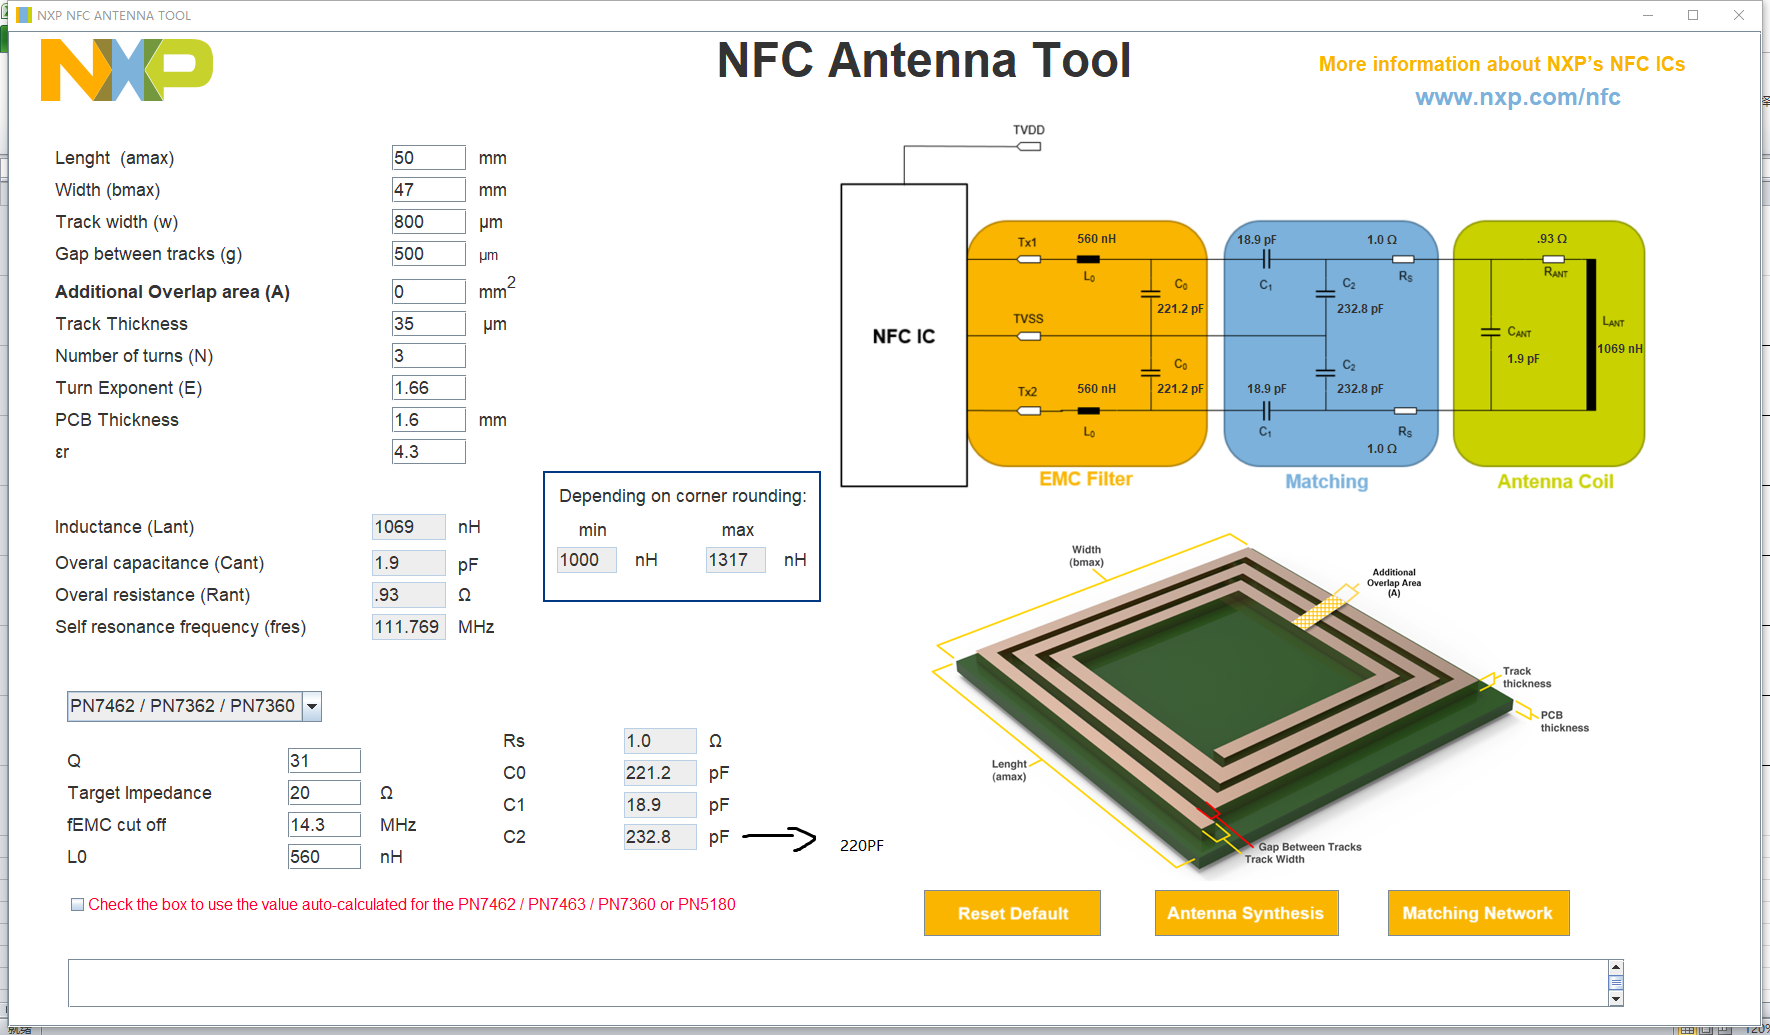 NXP NFC ANTENNA TOOL
NXP
NFC Antenna Tool
More information about NXP's NFC ICs
www.nxp.com/nfc
Lenght (amax) 50 mm
Width (bmax) 47 mm
Track width (w) 800 µm
Gap between tracks (g) 500 µm
Additional Overlap area (A) 0 mm2
Track Thickness 35 µm
Number of turns (N) 3
Turn Exponent (E) 1.66
PCB Thickness 1.6 mm
εr 4.3
Inductance (Lant) 1069 nH
Overal capacitance (Cant) 1.9 pF
Overal resistance (Rant) .93 Ω
Self resonance frequency (fres) 111.769 MHz
Depending on corner rounding:
min max
1000 nH 1317 nH
PN7462 / PN7362 / PN7360
Q 31
Target Impedance 20 Ω
fEMC cut off 14.3 MHz
L0 560 nH
Rs 1.0 Ω
C0 221.2 pF
C1 18.9 pF
C2 232.8 pF
220PF
Check the box to use the value auto-calculated for the PN7462 / PN7463 / PN7360 or PN5180
TVDD
NFC IC
Tx1 560 nH
L0
C0
221.2 pF
TVSS
C0
221.2 pF
Tx2 560 nH
L0
EMC Filter
18.9 pF 1.0 Ω
C1 C2 RS
232.8 pF
C2
18.9 pF 232.8 pF
C1 RS
1.0 Ω
Matching
.93 Ω
RANT
CANT
1.9 pF
LANT
1069 nH
Antenna Coil
Width
(bmax)
Additional
Overlap Area
(A)
Track
thickness
PCB
thickness
Lenght
(amax)
Gap Between Tracks
Track Width
Reset Default
Antenna Synthesis
Matching Network
就绪